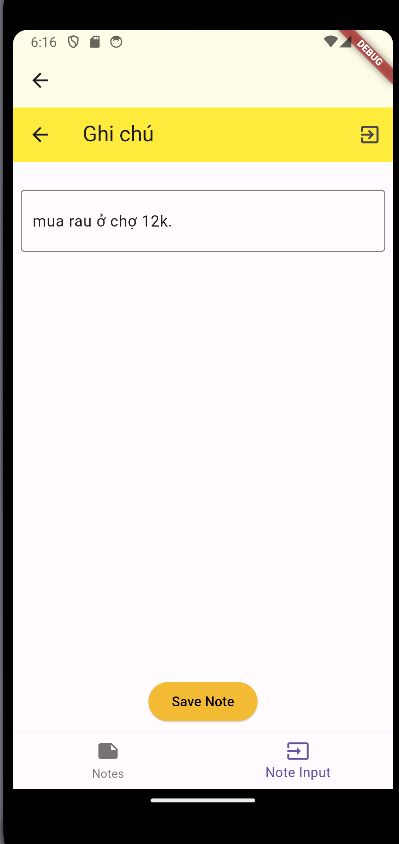 6:16
DEBUG
Ghi chú
mua rau ở chợ 12k.
Save Note
Notes
Note Input